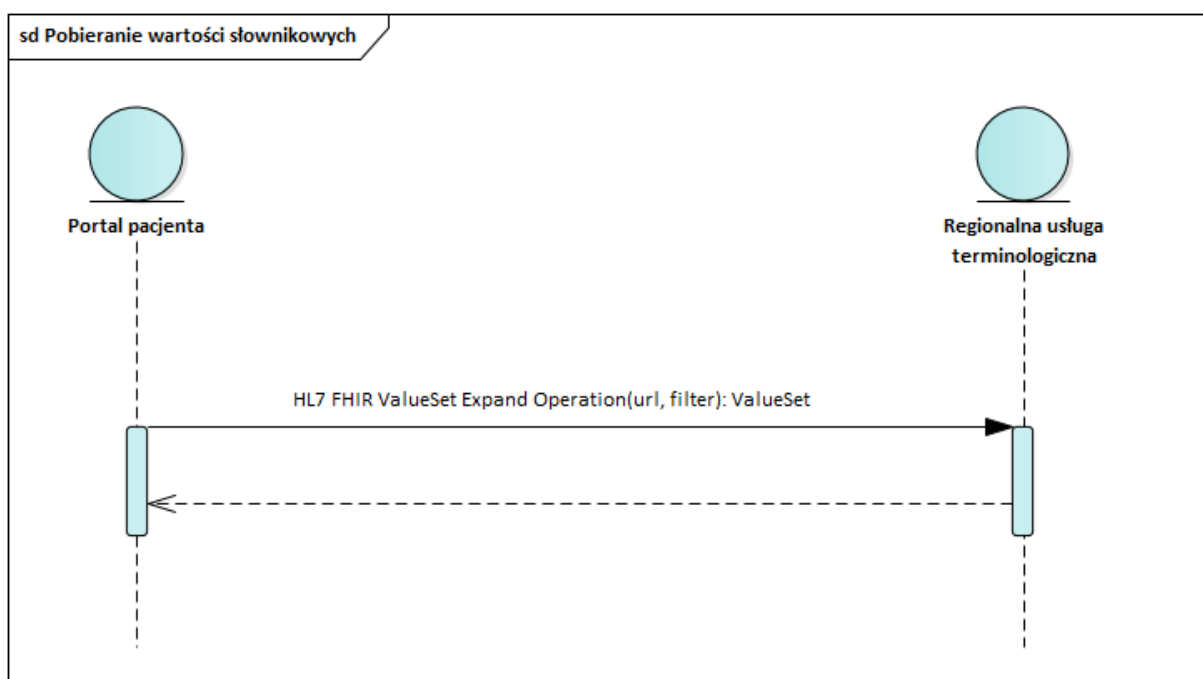 sd Pobieranie wartości słownikowych
Portal pacjenta
Regionalna usługa
terminologiczna
HL7 FHIR ValueSet Expand Operation(url, filter): ValueSet